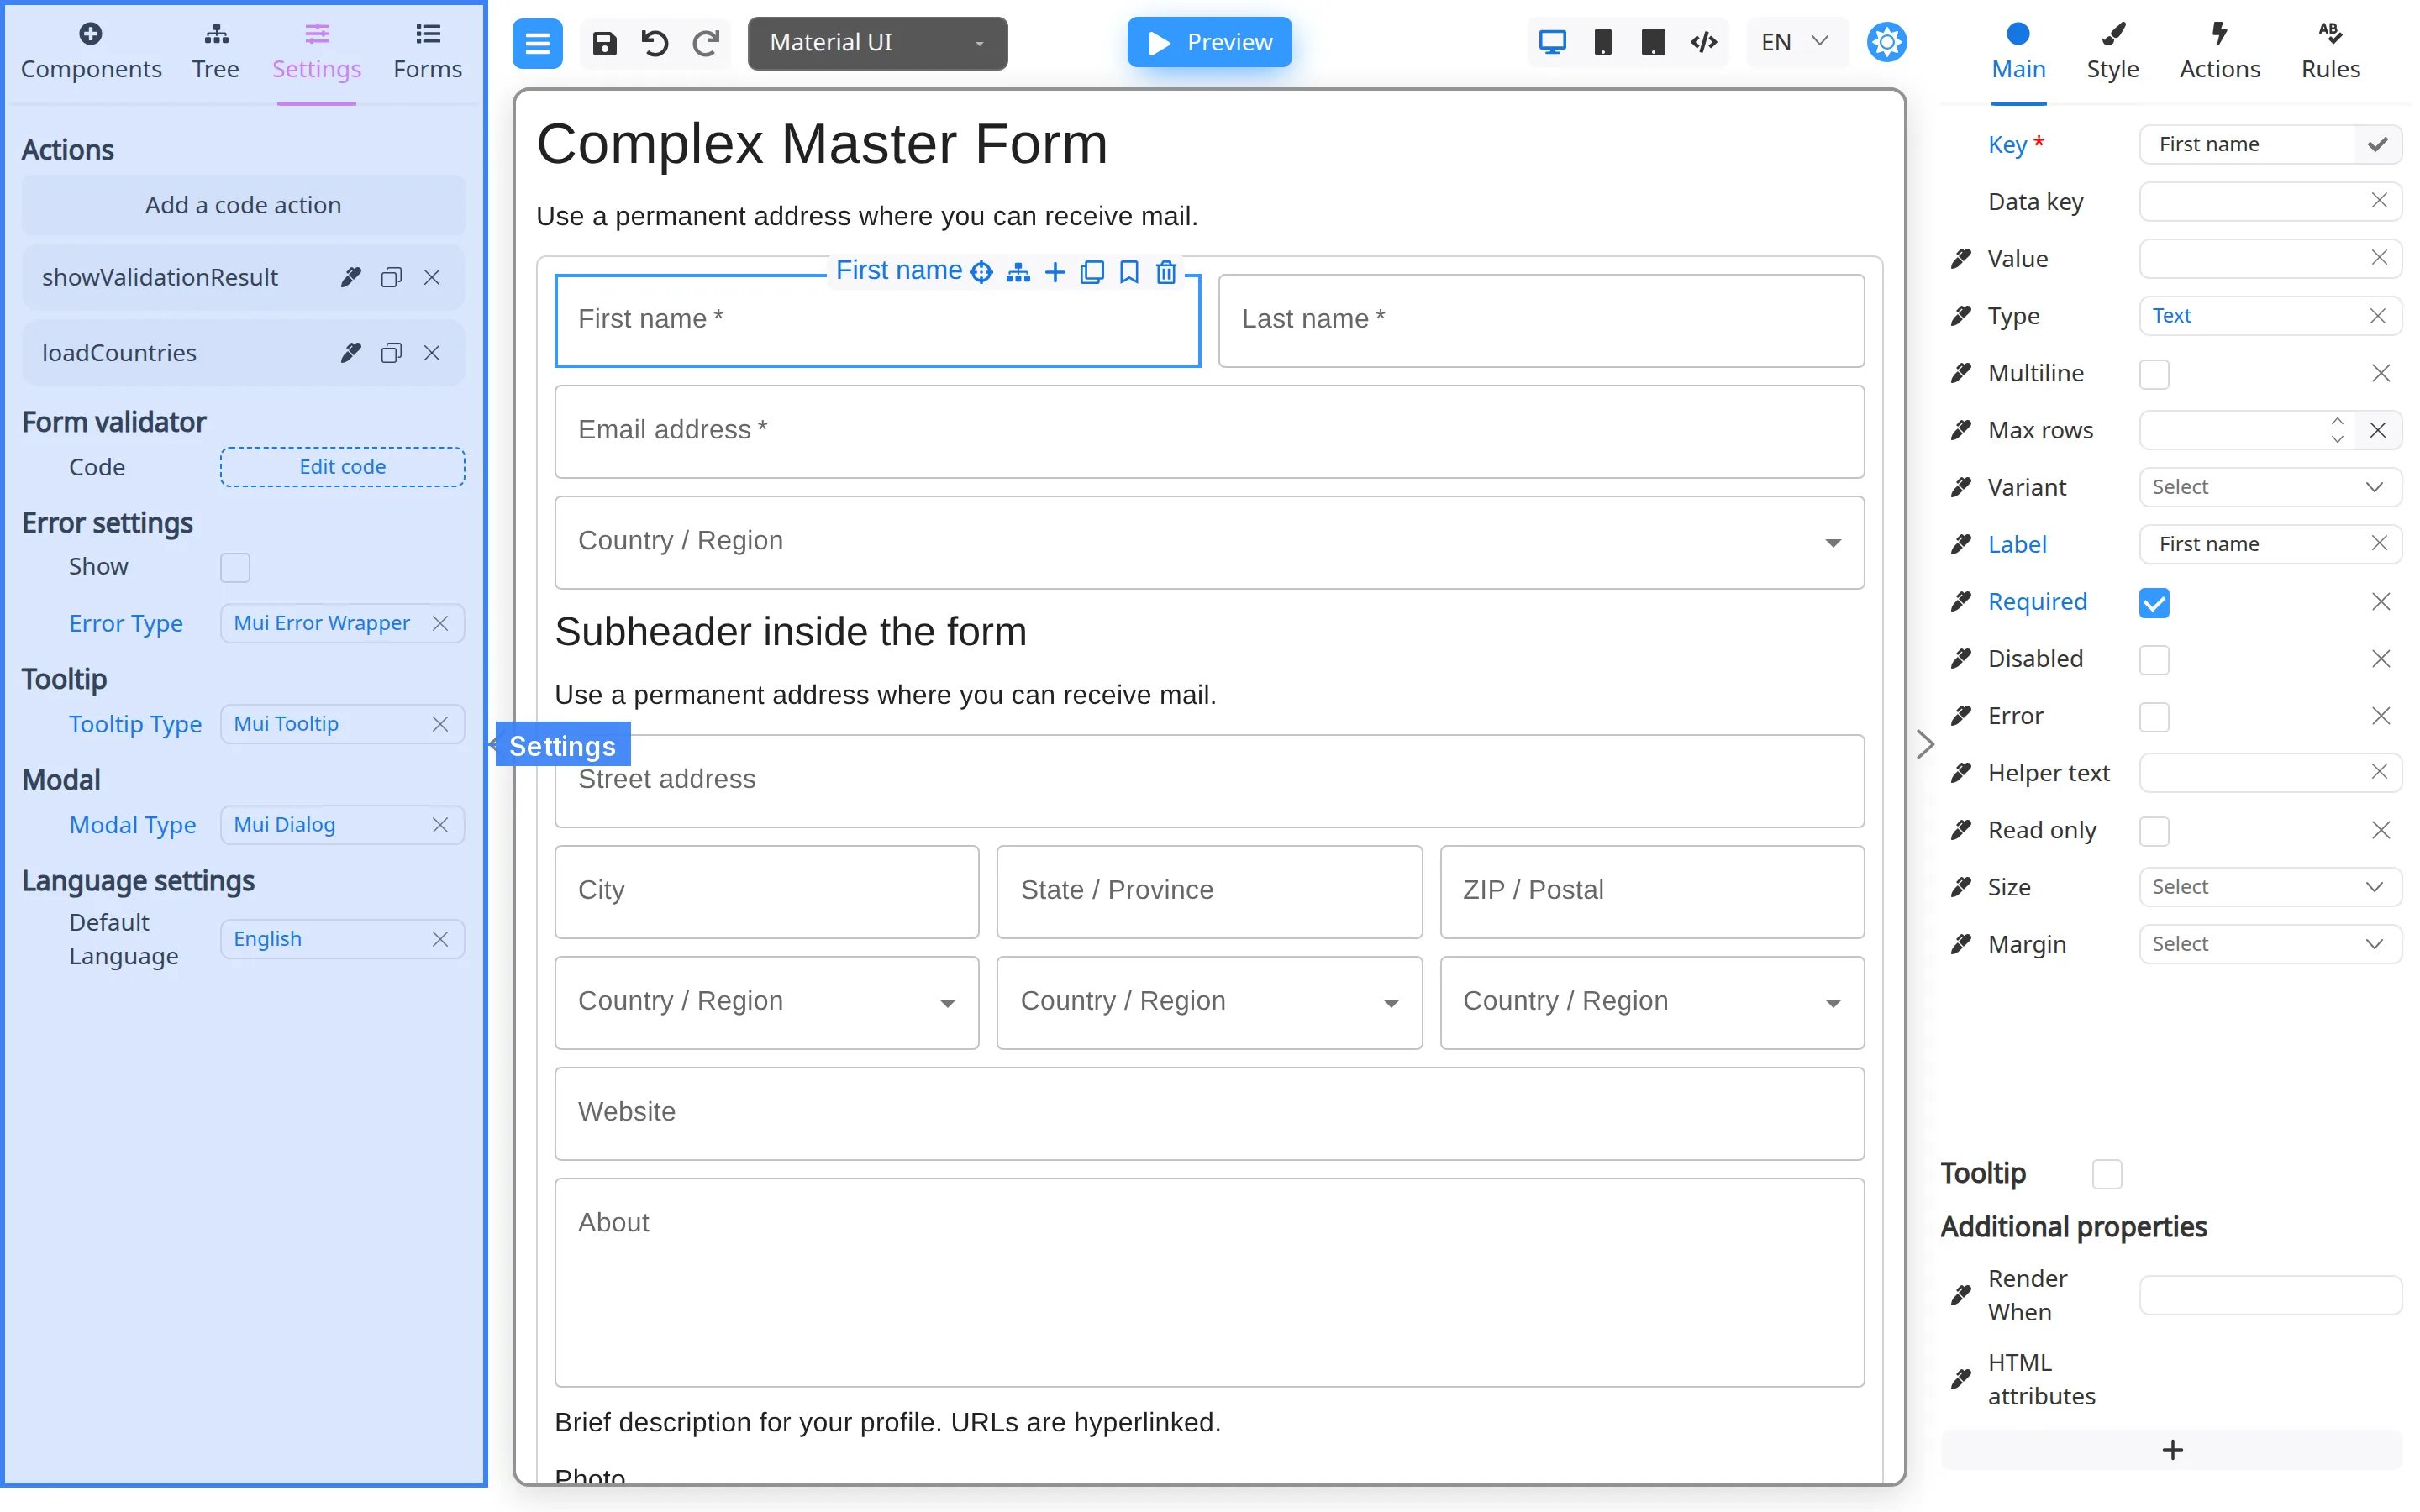 Components Tree Settings Forms
Actions
Add a code action
showValidationResult
loadCountries
Form validator
Code Edit code
Error settings
Show
Error Type Mui Error Wrapper
Tooltip
Tooltip Type Mui Tooltip
Modal
Modal Type Mui Dialog
Language settings
Default
Language English
Settings
Material UI Preview EN
Complex Master Form
Use a permanent address where you can receive mail.
First name
First name * Last name *
Email address *
Country / Region
Subheader inside the form
Use a permanent address where you can receive mail.
Street address
City State / Province ZIP / Postal
Country / Region Country / Region Country / Region
Website
About
Brief description for your profile. URLs are hyperlinked.
Photo
Main Style Actions Rules
Key * First name
Data key
Value
Type Text
Multiline
Max rows
Variant Select
Label First name
Required
Disabled
Error
Helper text
Read only
Size Select
Margin Select
Tooltip
Additional properties
Render
When
HTML
attributes